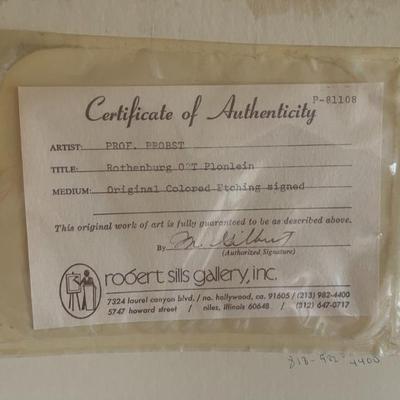 P-81108
Certificate of Authenticity
ARTIST: PROF. PROBST
TITLE: Rothenburg O?T Plonlein
MEDIUM: Original Colored Etching signed
This original work of art is fully guaranteed to be as described above.
By
(Authorized Signature)
robert sills gallery, inc.
7324 laurel canyon blvd. / no. hollywood, ca. 91605 / (213) 982-4400
5747 howard street / niles, illinois 60648 / (312) 647-0717
818-982-4400